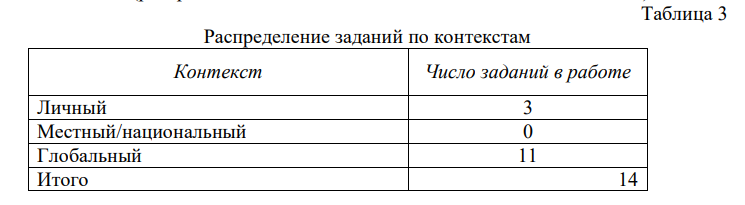 Таблица 3
Распределение заданий по контекстам
Контекст Число заданий в работе
Личный 3
Местный/национальный 0
Глобальный 11
Итого 14